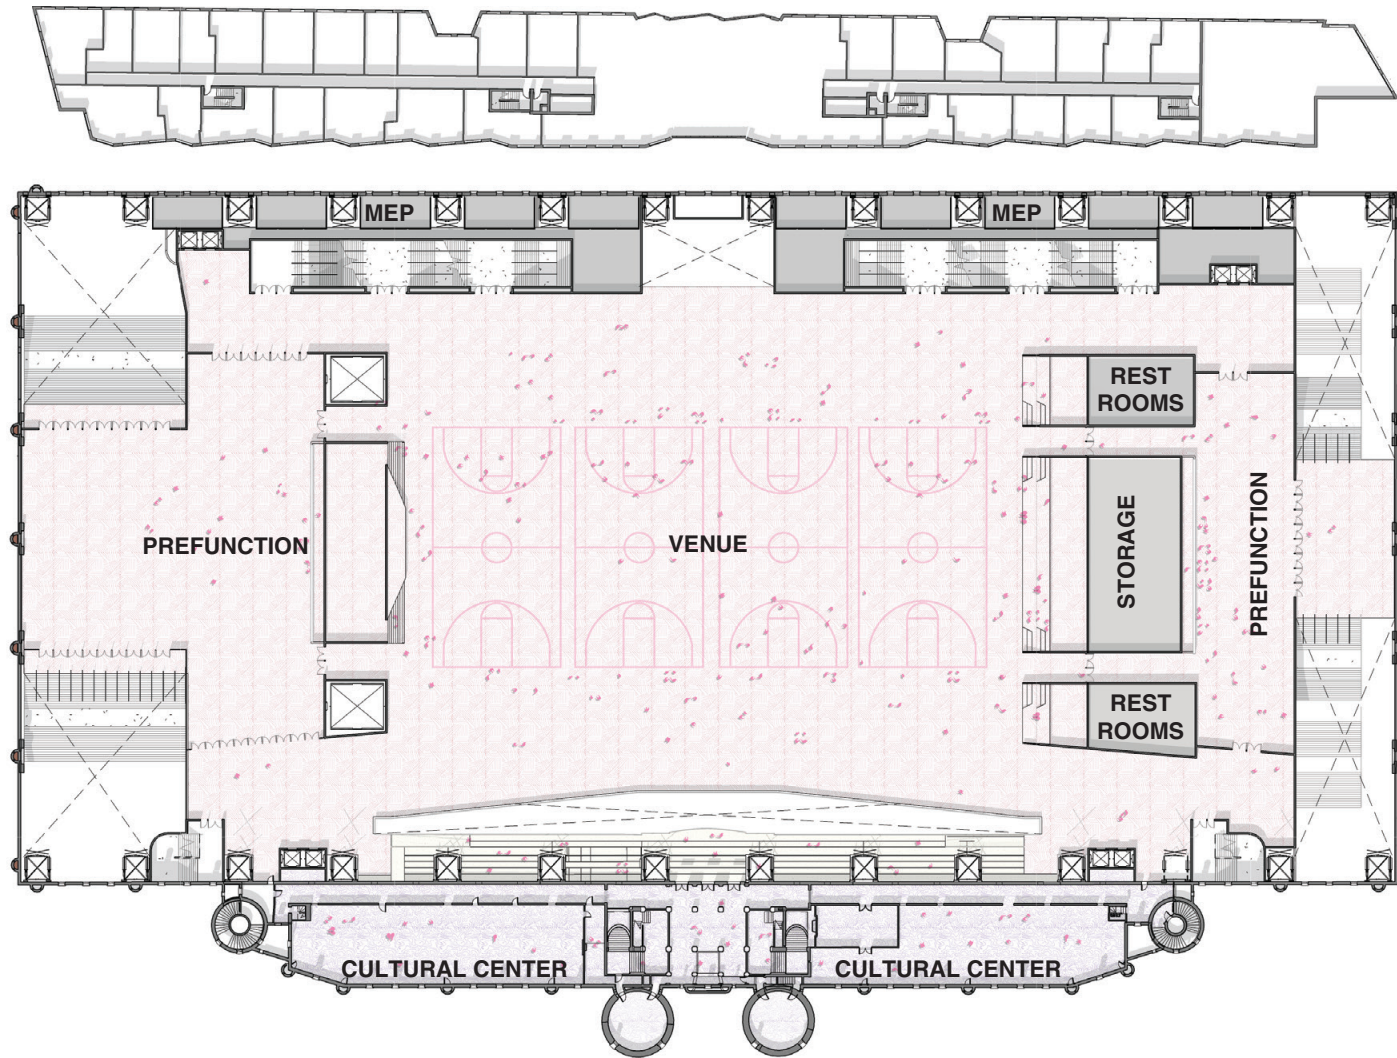 MEP
MEP
REST
ROOMS
PREFUNCTION
VENUE
STORAGE
PREFUNCTION
REST
ROOMS
CULTURAL CENTER
CULTURAL CENTER